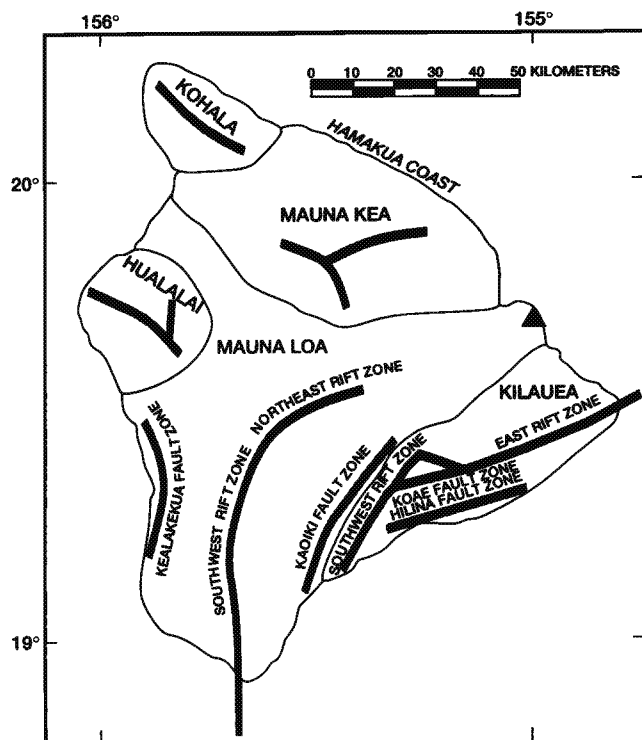 156°
155°
0 10 20 30 40 50 KILOMETERS
KOHALA
HAMAKUA COAST
20°
MAUNA KEA
HUALALAI
MAUNA LOA
KILAUEA
NORTHEAST RIFT ZONE
EAST RIFT ZONE
KEALAKEKUA FAULT ZONE
SOUTHWEST RIFT ZONE
KAOIKI FAULT ZONE
SOUTHWEST RIFT ZONE
KOAE FAULT ZONE
HILINA FAULT ZONE
19°